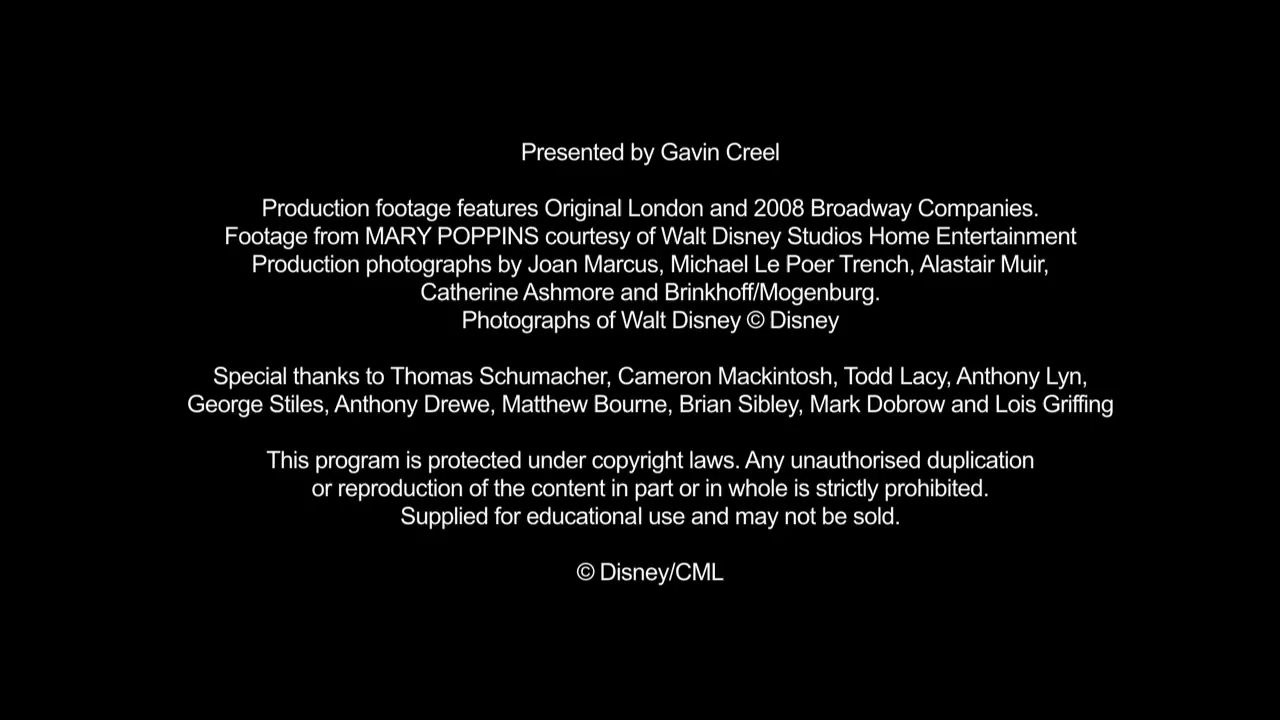 Presented by Gavin Creel
Production footage features Original London and 2008 Broadway Companies.
Footage from MARY POPPINS courtesy of Walt Disney Studios Home Entertainment
Production photographs by Joan Marcus, Michael Le Poer Trench, Alastair Muir,
Catherine Ashmore and Brinkhoff/Mogenburg.
Photographs of Walt Disney © Disney
Special thanks to Thomas Schumacher, Cameron Mackintosh, Todd Lacy, Anthony Lyn,
George Stiles, Anthony Drewe, Matthew Bourne, Brian Sibley, Mark Dobrow and Lois Griffing
This program is protected under copyright laws. Any unauthorised duplication
or reproduction of the content in part or in whole is strictly prohibited.
Supplied for educational use and may not be sold.
© Disney/CML